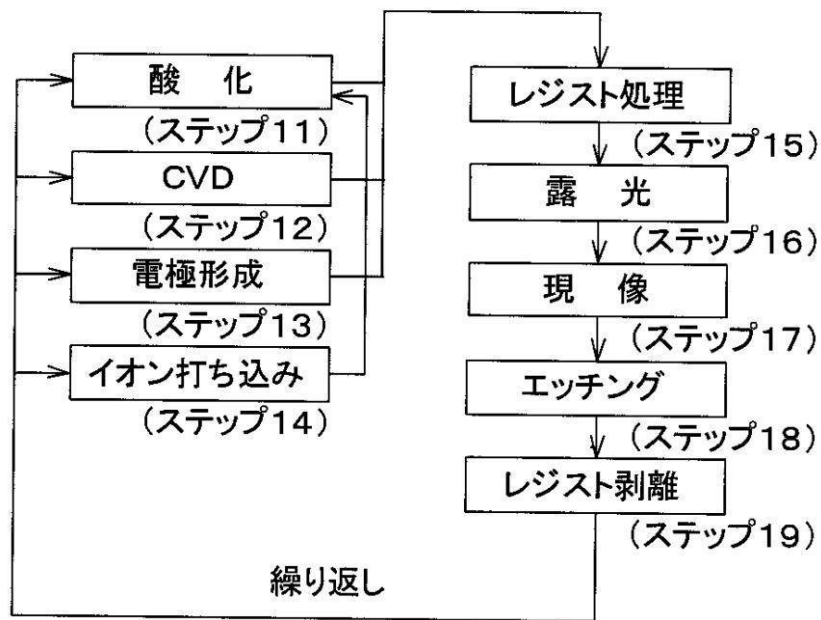 酸 化
(ステップ11)
CVD
(ステップ12)
電極形成
(ステップ13)
イオン打ち込み
(ステップ14)
レジスト処理
(ステップ15)
露 光
(ステップ16)
現 像
(ステップ17)
エッチング
(ステップ18)
レジスト剥離
(ステップ19)
繰り返し